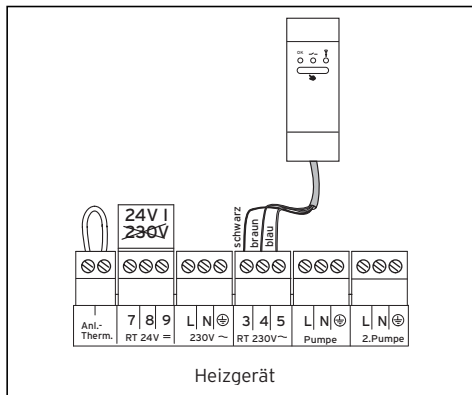 OK
schwarz
braun
blau
24V I
230V
Anl.-
Therm.
7 8 9
RT 24V =
L N
230V ~
3 4 5
RT 230V~
L N
Pumpe
L N
2.Pumpe
Heizgerät